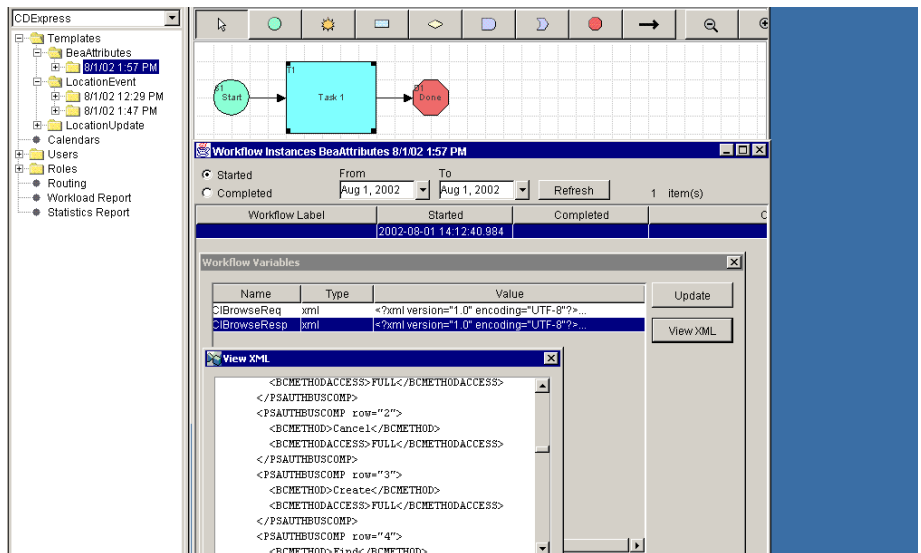 CDExpress
Templates
BeaAttributes
8/1/02 1:57 PM
LocationEvent
8/1/02 12:29 PM
8/1/02 1:47 PM
LocationUpdate
Calendars
Users
Roles
Routing
Workload Report
Statistics Report
S1
Start
T1
Task 1
D1
Done
Workflow Instances BeaAttributes 8/1/02 1:57 PM
Started From To
Completed Aug 1, 2002 Aug 1, 2002 Refresh 1 item(s)
Workflow Label Started Completed C
2002-08-01 14:12:40.984
Workflow Variables
Name Type Value Update
CIBrowseReq xml <?xml version="1.0" encoding="UTF-8"?>...
CIBrowseResp xml <?xml version="1.0" encoding="UTF-8"?>...
View XML
View XML
<BCMETHODACCESS>FULL</BCMETHODACCESS>
</PSAUTHBUSCOMP>
<PSAUTHBUSCOMP row="2">
<BCMETHOD>Cancel</BCMETHOD>
<BCMETHODACCESS>FULL</BCMETHODACCESS>
</PSAUTHBUSCOMP>
<PSAUTHBUSCOMP row="3">
<BCMETHOD>Create</BCMETHOD>
<BCMETHODACCESS>FULL</BCMETHODACCESS>
</PSAUTHBUSCOMP>
<PSAUTHBUSCOMP row="4">
<BCMETHOD>Find</BCMETHOD>